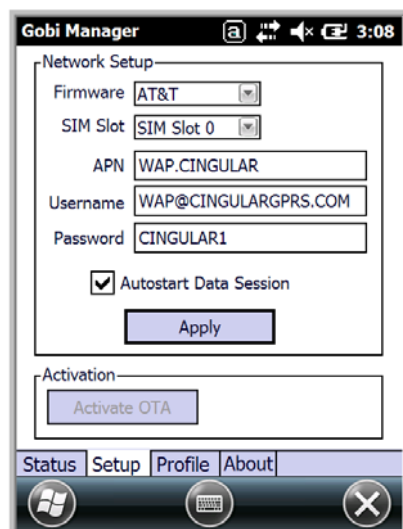 Gobi Manager a 3:08
Network Setup
Firmware AT&T
SIM Slot SIM Slot 0
APN WAP.CINGULAR
Username WAP@CINGULARGPRS.COM
Password CINGULAR1
Autostart Data Session
Apply
Activation
Activate OTA
Status Setup Profile About